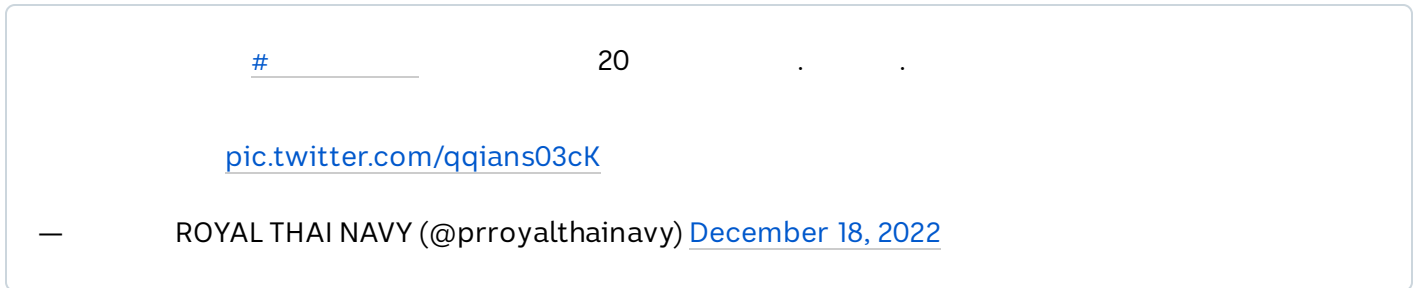 # 20 . .
pic.twitter.com/qqians03cK
— ROYAL THAI NAVY (@prroyalthainavy) December 18, 2022